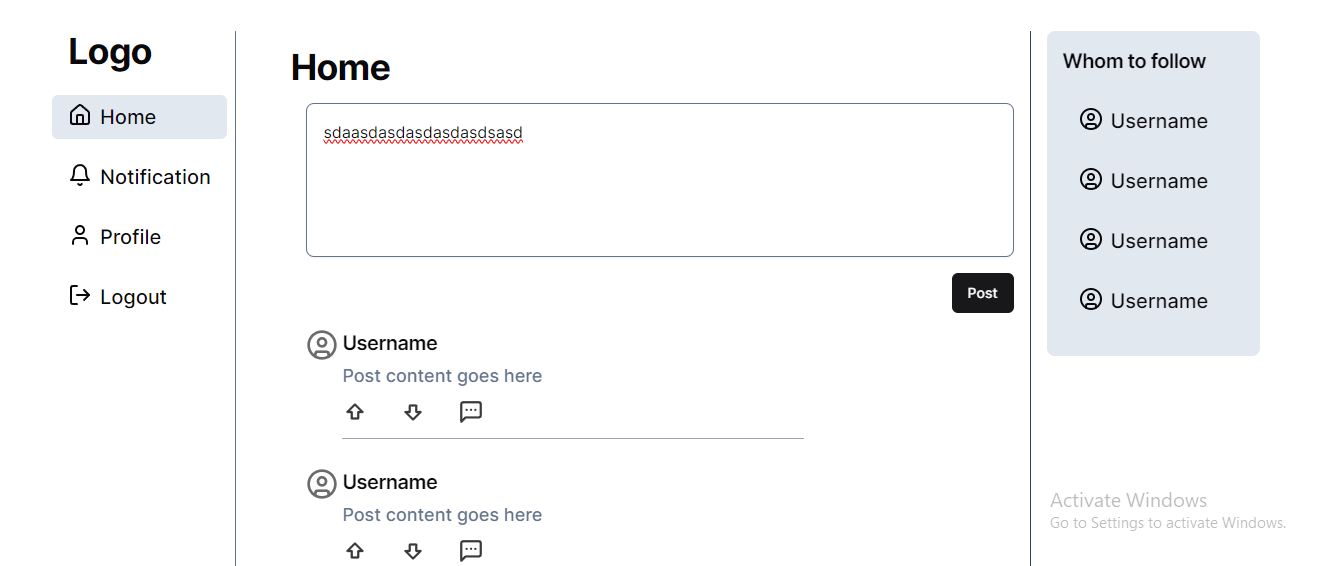 Logo
Home
Notification
Profile
Logout
Home
sdaasdasdasdasdasdsasd
Post
Username
Post content goes here
Username
Post content goes here
Whom to follow
Username
Username
Username
Username
Activate Windows
Go to Settings to activate Windows.